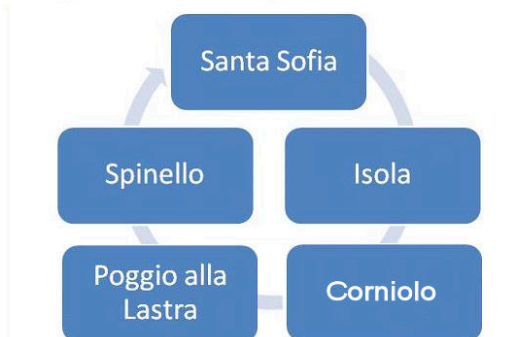 Santa Sofia
Spinello
Isola
Poggio alla
Lastra
Corniolo